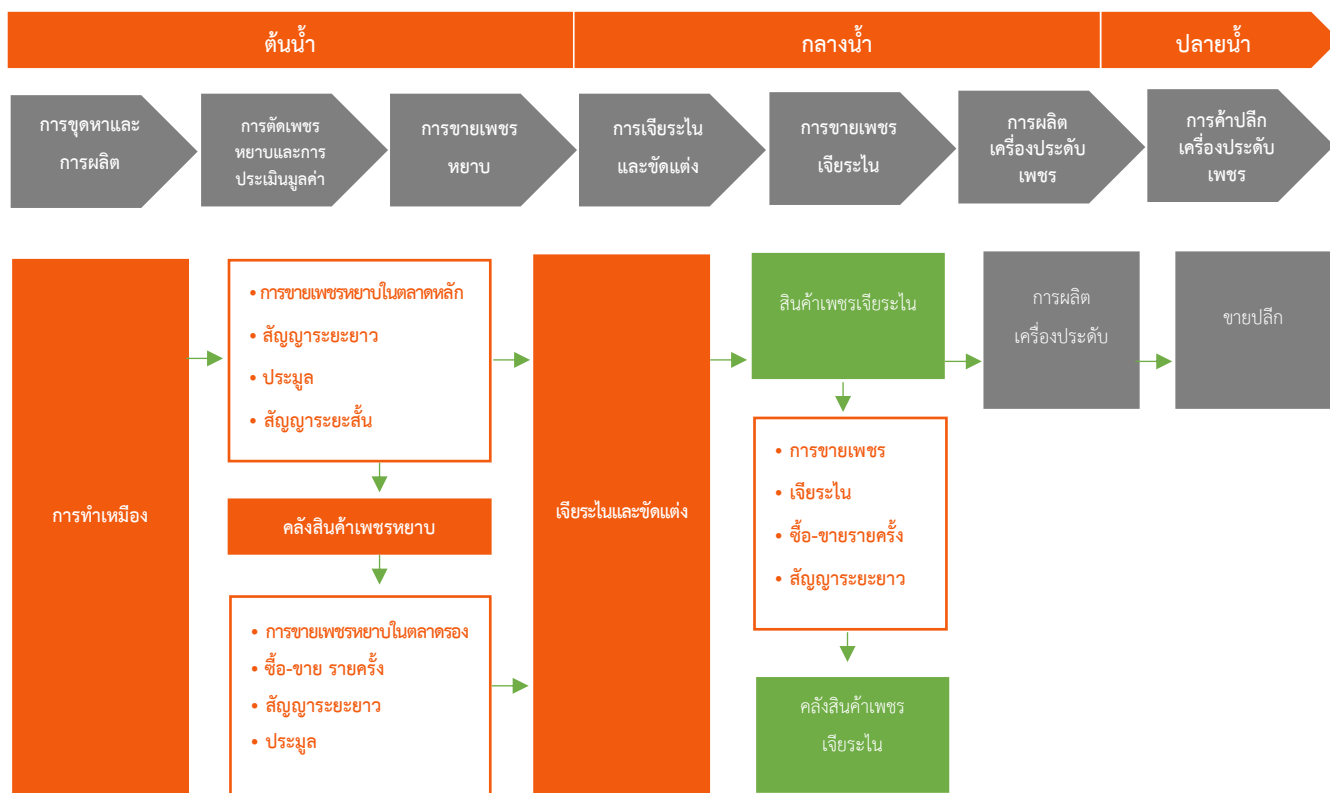 ต้นน้ำ
กลางน้ำ
ปลายน้ำ
การขุดหาและ
การผลิต
การตัดเพชร
หยาบและการ
ประเมินมูลค่า
การขายเพชร
หยาบ
การเจียระไน
และขัดแต่ง
การขายเพชร
เจียระไน
การผลิต
เครื่องประดับ
เพชร
การค้าปลีก
เครื่องประดับ
เพชร
การทำเหมือง
• การขายเพชรหยาบในตลาดหลัก
• สัญญาระยะยาว
• ประมูล
• สัญญาระยะสั้น
คลังสินค้าเพชรหยาบ
• การขายเพชรหยาบในตลาดรอง
• ซื้อ-ขาย รายครั้ง
• สัญญาระยะยาว
• ประมูล
เจียระไนและขัดแต่ง
สินค้าเพชรเจียระไน
• การขายเพชร
• เจียระไน
• ซื้อ-ขายรายครั้ง
• สัญญาระยะยาว
คลังสินค้าเพชร
เจียระไน
การผลิต
เครื่องประดับ
ขายปลีก